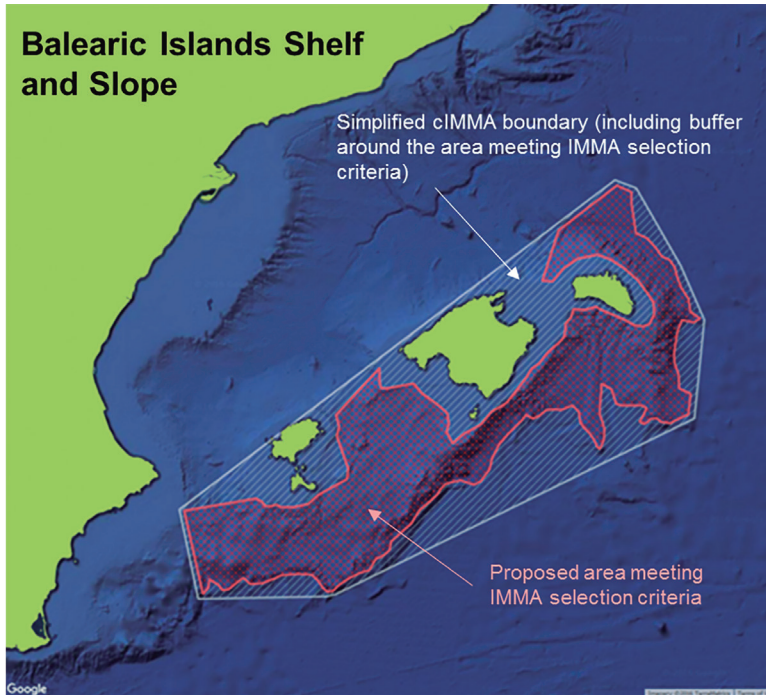 Balearic Islands Shelf
and Slope
Simplified cIMMA boundary (including buffer
around the area meeting IMMA selection
criteria)
Proposed area meeting
IMMA selection criteria
Google